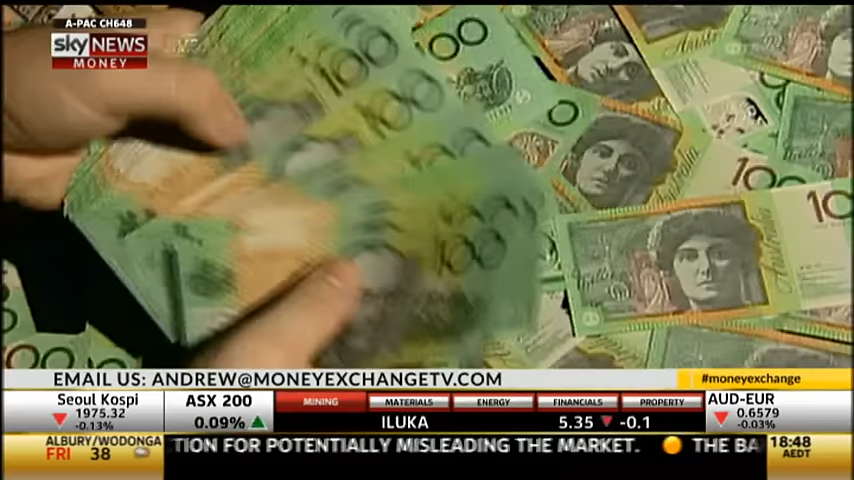 A-PAC CH648
sky NEWS
MONEY
100
100
100
100
100
100
10
EMAIL US: ANDREW@MONEYEXCHANGETV.COM
#moneyexchange
Seoul Kospi
1975.32
-0.13%
ASX 200
0.09%
MINING
MATERIALS
ENERGY
FINANCIALS
PROPERTY
ILUKA
5.35 -0.1
AUD-EUR
0.6579
-0.03%
ALBURY/WODONGA
FRI 38
TION FOR POTENTIALLY MISLEADING THE MARKET. THE BA
18:48
AEDT